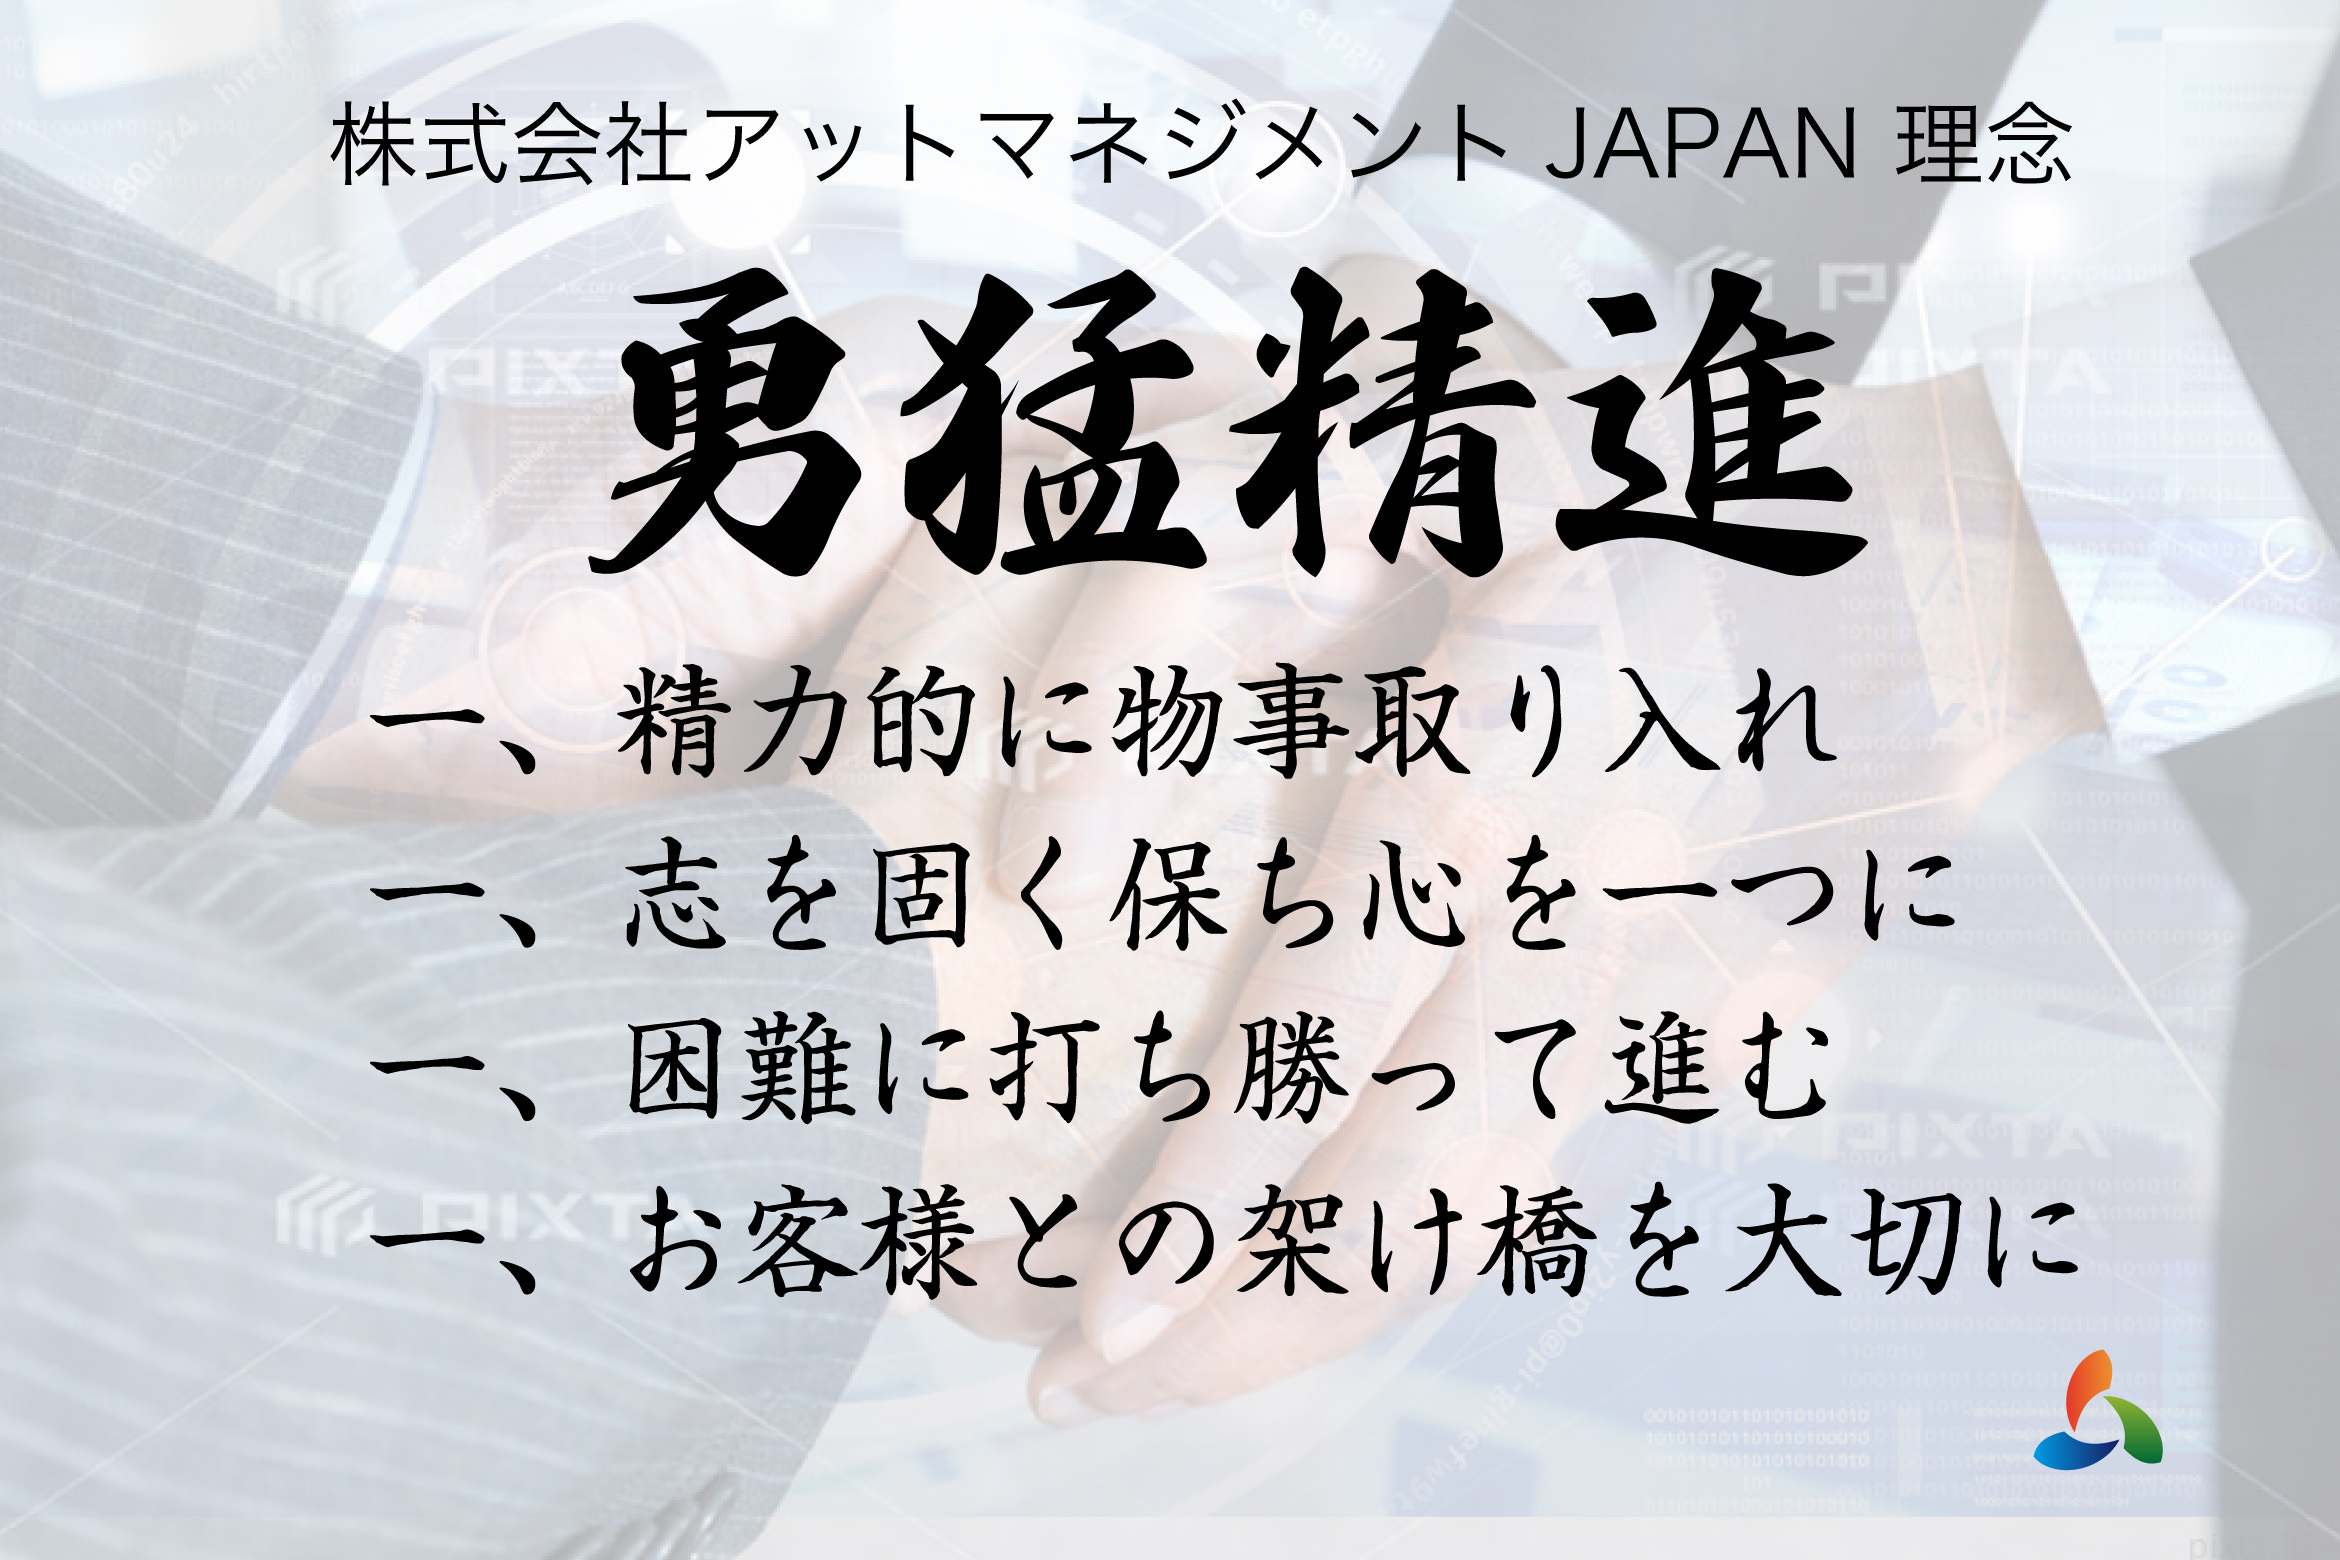 株式会社アットマネジメント JAPAN 理念
勇猛精進
一、精力的に物事取り入れ
一、志を固く保ち心を一つに
一、困難に打ち勝って進む
一、お客様との架け橋を大切に
PIXTA